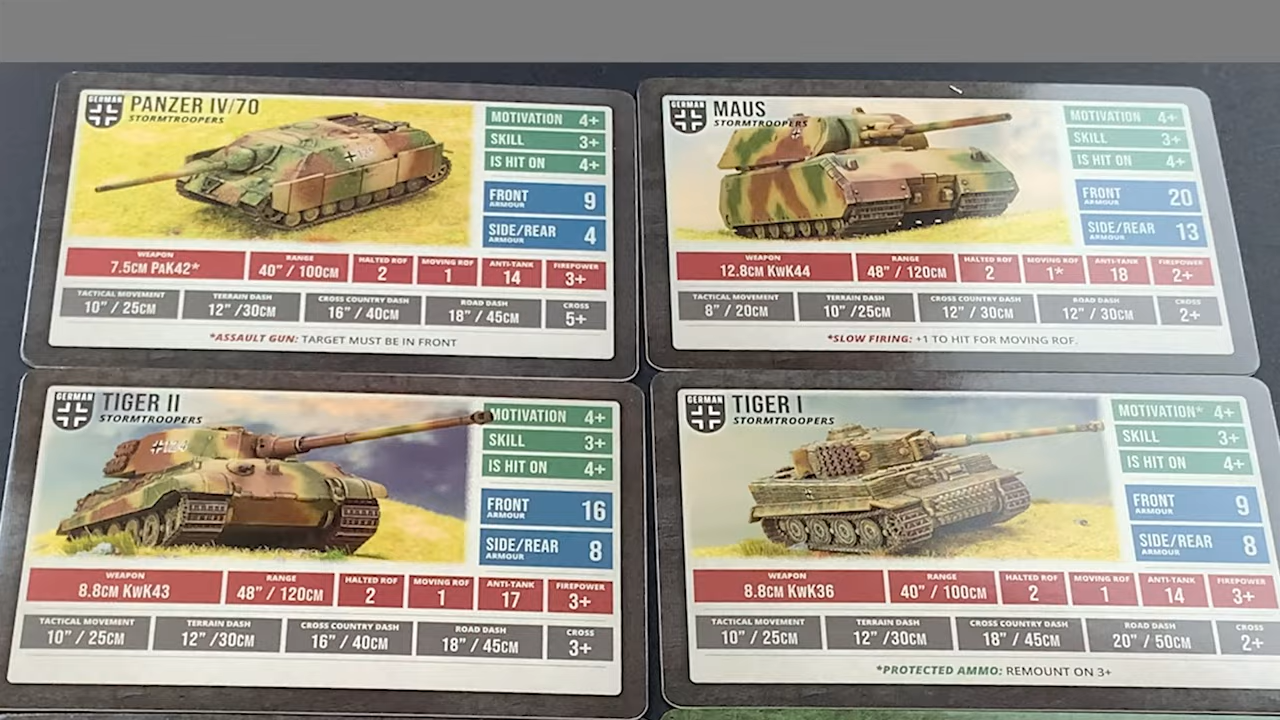 GERMAN
PANZER IV/70
STORMTROOPERS
MOTIVATION 4+
SKILL 3+
IS HIT ON 4+
FRONT ARMOUR 9
SIDE/REAR ARMOUR 4
WEAPON RANGE HALTED ROF MOVING ROF ANTI-TANK FIREPOWER
7.5CM PAK42* 40" / 100CM 2 1 14 3+
TACTICAL MOVEMENT TERRAIN DASH CROSS COUNTRY DASH ROAD DASH CROSS
10" / 25CM 12" /30CM 16" / 40CM 18" / 45CM 5+
*ASSAULT GUN: TARGET MUST BE IN FRONT
GERMAN
MAUS
STORMTROOPERS
MOTIVATION 4+
SKILL 3+
IS HIT ON 4+
FRONT ARMOUR 20
SIDE/REAR ARMOUR 13
WEAPON RANGE HALTED ROF MOVING ROF ANTI-TANK FIREPOWER
12.8CM KWK44 48" / 120CM 2 1* 18 2+
TACTICAL MOVEMENT TERRAIN DASH CROSS COUNTRY DASH ROAD DASH CROSS
8" / 20CM 10" /25CM 12" / 30CM 12" / 30CM 2+
*SLOW FIRING: +1 TO HIT FOR MOVING ROF.
GERMAN
TIGER II
STORMTROOPERS
MOTIVATION 4+
SKILL 3+
IS HIT ON 4+
FRONT ARMOUR 16
SIDE/REAR ARMOUR 8
WEAPON RANGE HALTED ROF MOVING ROF ANTI-TANK FIREPOWER
8.8CM KWK43 48" / 120CM 2 1 17 3+
TACTICAL MOVEMENT TERRAIN DASH CROSS COUNTRY DASH ROAD DASH CROSS
10" / 25CM 12" /30CM 16" / 40CM 18" / 45CM 3+
GERMAN
TIGER I
STORMTROOPERS
MOTIVATION* 4+
SKILL 3+
IS HIT ON 4+
FRONT ARMOUR 9
SIDE/REAR ARMOUR 8
WEAPON RANGE HALTED ROF MOVING ROF ANTI-TANK FIREPOWER
8.8CM KWK36 40" / 100CM 2 1 14 3+
TACTICAL MOVEMENT TERRAIN DASH CROSS COUNTRY DASH ROAD DASH CROSS
10" / 25CM 12" /30CM 18" / 45CM 20" / 50CM 2+
*PROTECTED AMMO: REMOUNT ON 3+